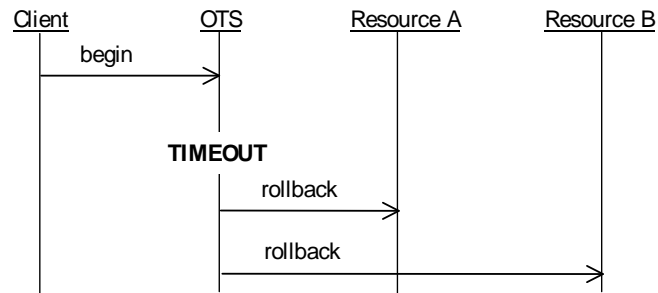 Client OTS Resource A Resource B
begin
TIMEOUT
rollback
rollback